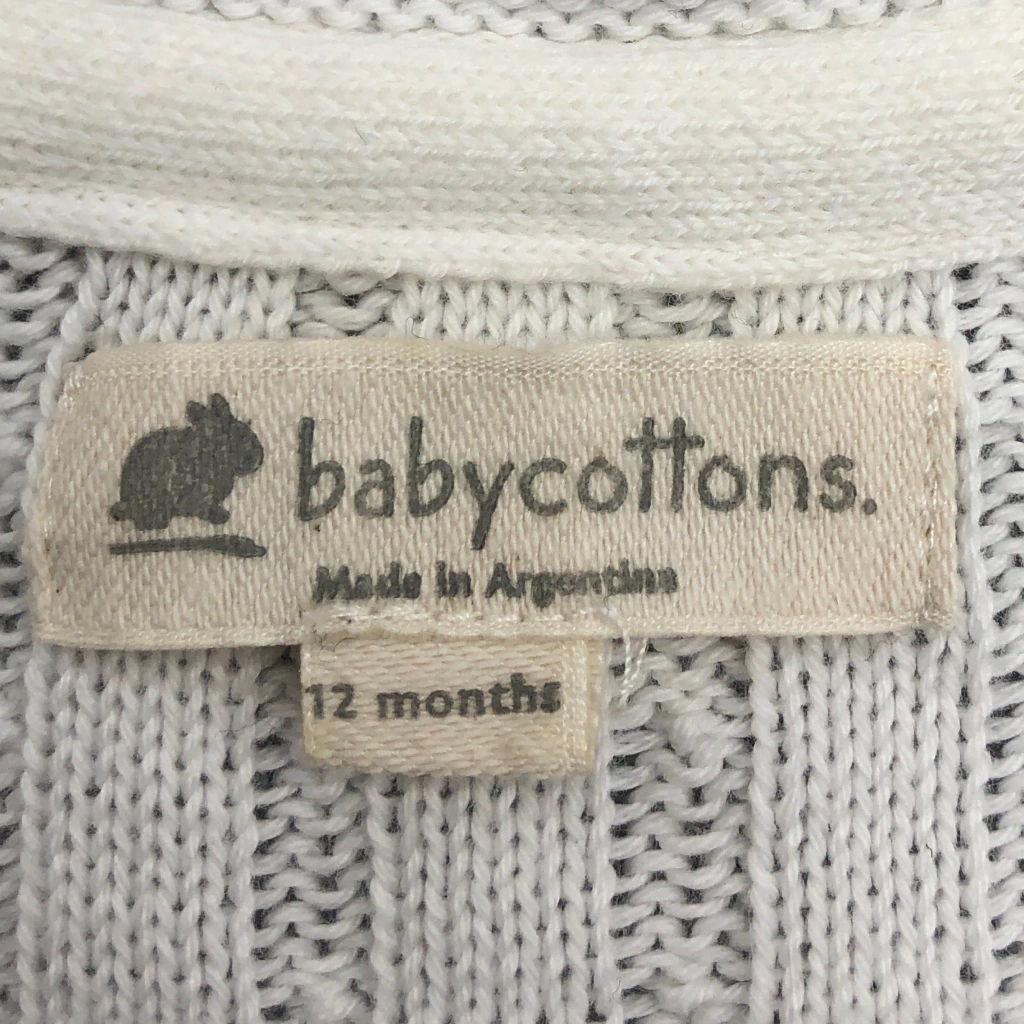 babycottons.
Made in Argentina
12 months